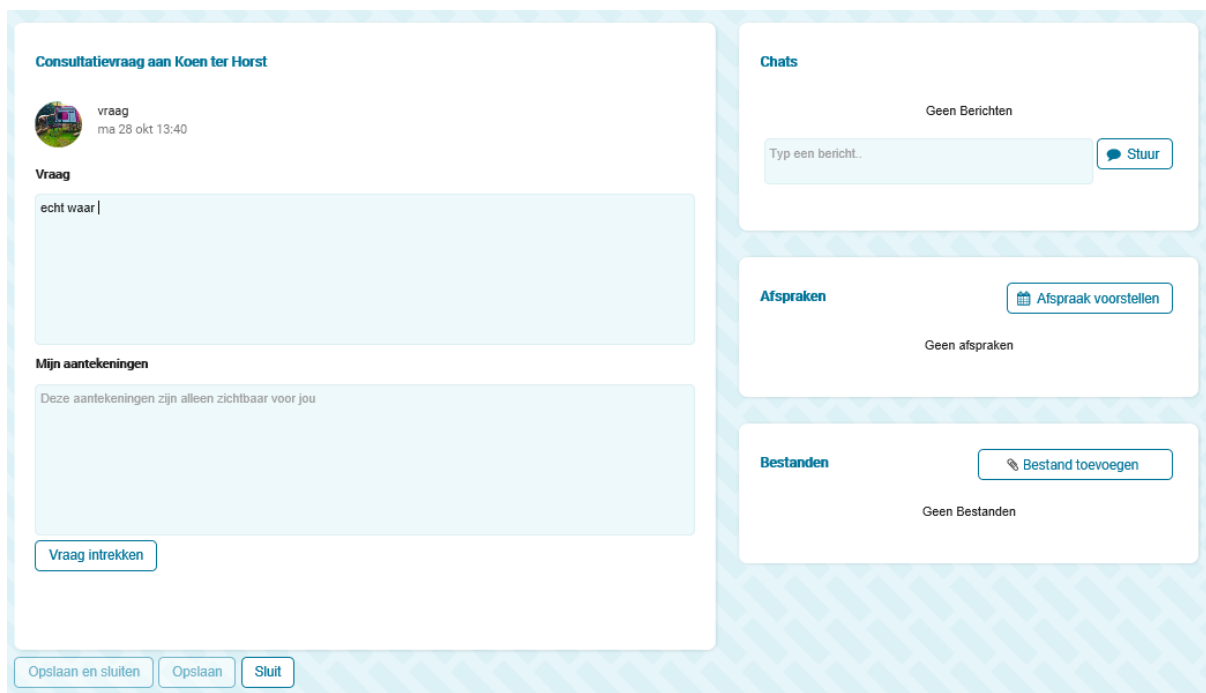 Consultatievraag aan Koen ter Horst
vraag
ma 28 okt 13:40
Vraag
echt waar
Mijn aantekeningen
Deze aantekeningen zijn alleen zichtbaar voor jou
Vraag intrekken
Opslaan en sluiten
Opslaan
Sluit
Chats
Geen Berichten
Typ een bericht..
Stuur
Afspraken
Afspraak voorstellen
Geen afspraken
Bestanden
Bestand toevoegen
Geen Bestanden